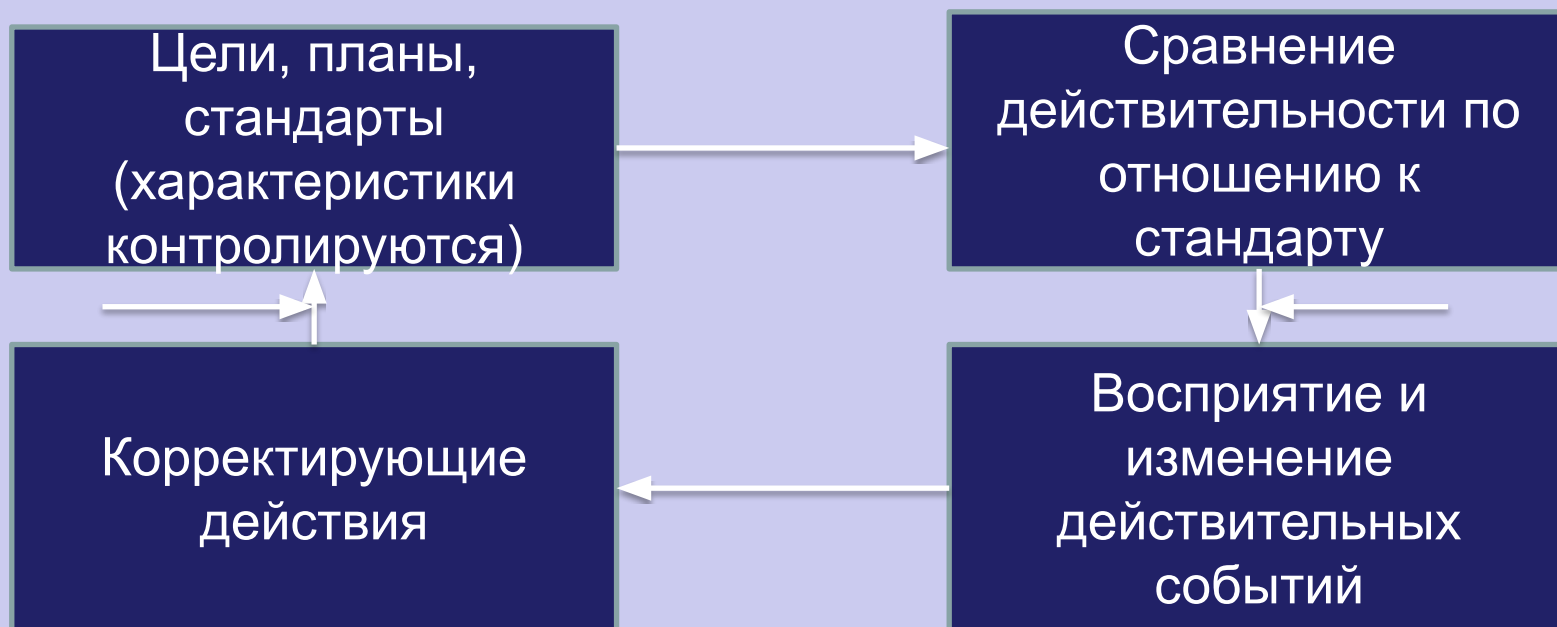 Цели, планы,
стандарты
(характеристики
контролируются)
Сравнение
действительности по
отношению к
стандарту
Корректирующие
действия
Восприятие и
изменение
действительных
событий